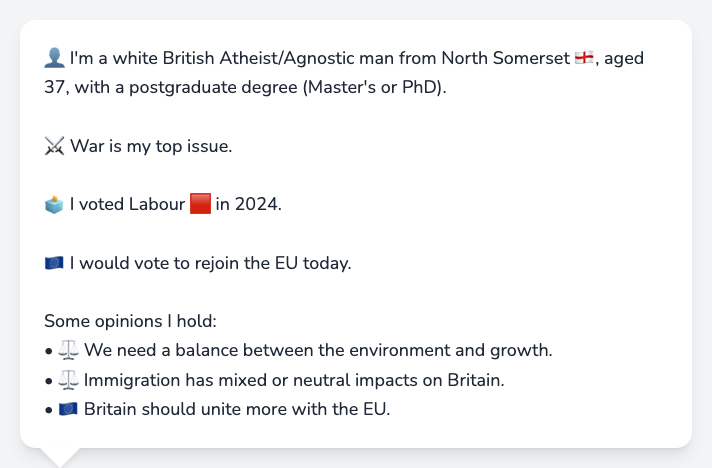 👤 I'm a white British Atheist/Agnostic man from North Somerset 🏴󠁧󠁢󠁥󠁮󠁧󠁿, aged
37, with a postgraduate degree (Master's or PhD).
⚔️ War is my top issue.
🗳️ I voted Labour 🟥 in 2024.
🇪🇺 I would vote to rejoin the EU today.
Some opinions I hold:
• ⚖️ We need a balance between the environment and growth.
• ⚖️ Immigration has mixed or neutral impacts on Britain.
• 🇪🇺 Britain should unite more with the EU.